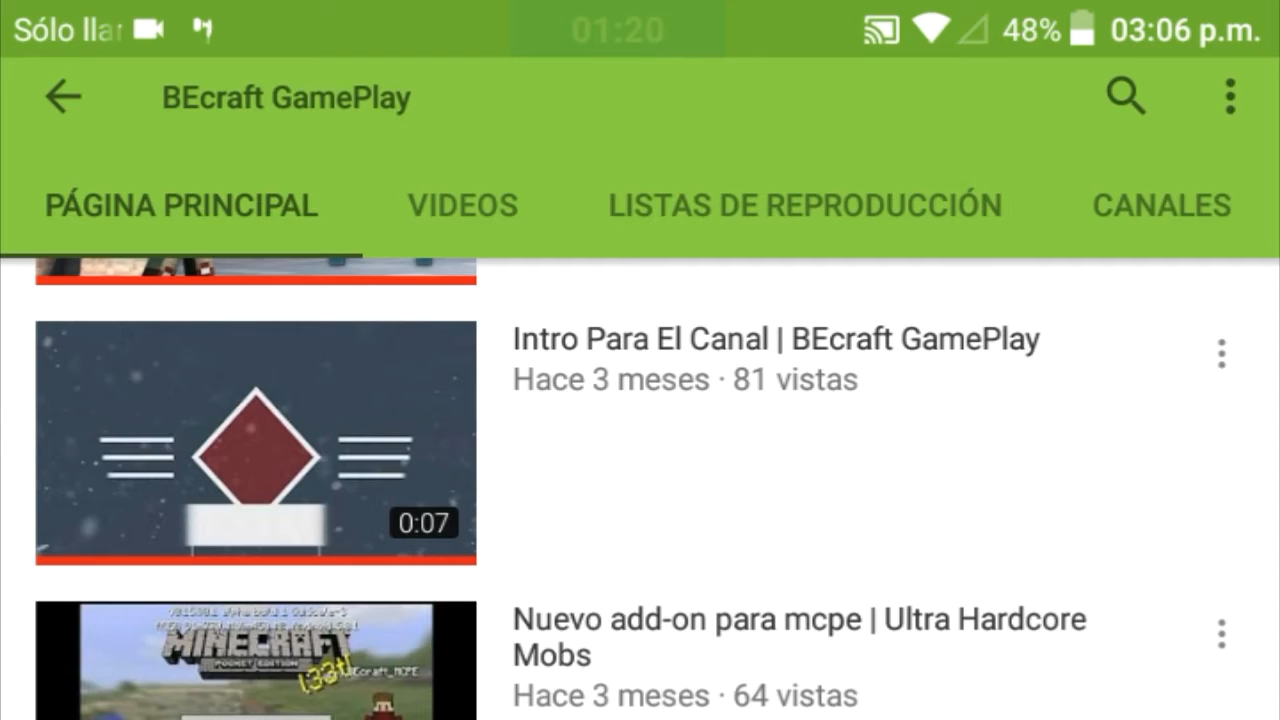 Sólo lla
01:20
48%
03:06 p.m.
BEcraft GamePlay
PÁGINA PRINCIPAL
VIDEOS
LISTAS DE REPRODUCCIÓN
CANALES
Intro Para El Canal | BEcraft GamePlay
Hace 3 meses · 81 vistas
0:07
Nuevo add-on para mcpe | Ultra Hardcore
Mobs
Hace 3 meses · 64 vistas
MINECRAFT
POCKET EDITION